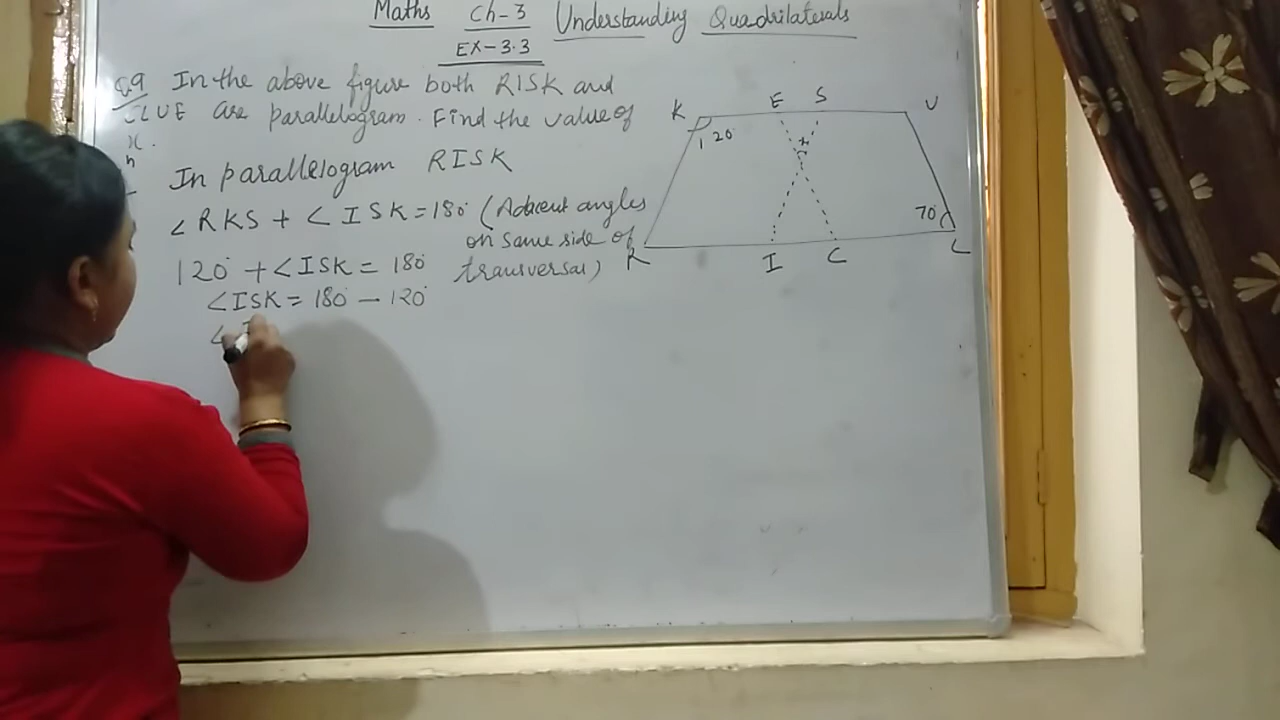 Maths Ch-3 Understanding Quadrilaterals
EX-3.3
Q9 In the above figure both RISK and
CLUE are parallelogram. Find the value of
x.
In parallelogram RISK
∠RKS + ∠ISK = 180° (Adacent angles
on same side of
transversal)
120° + ∠ISK = 180°
∠ISK = 180° – 120°
∠
K E S U
120°
x
70°
R I C L